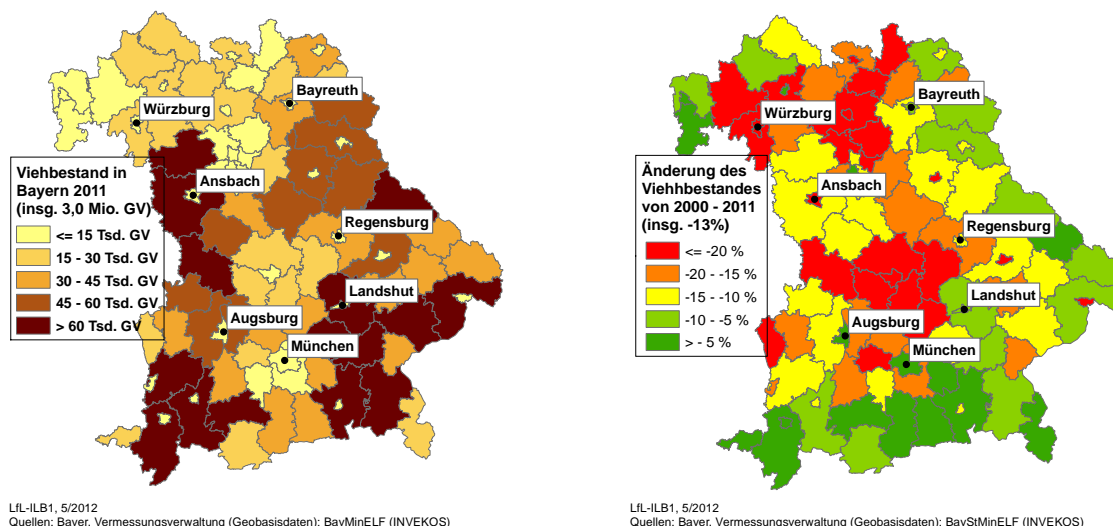 Würzburg
Bayreuth
Ansbach
Regensburg
Landshut
Augsburg
München
Viehbestand in
Bayern 2011
(insg. 3,0 Mio. GV)
<= 15 Tsd. GV
15 - 30 Tsd. GV
30 - 45 Tsd. GV
45 - 60 Tsd. GV
> 60 Tsd. GV
LfL-ILB1, 5/2012
Quellen: Bayer. Vermessungsverwaltung (Geobasisdaten); BayMinELF (INVEKOS)
Würzburg
Bayreuth
Ansbach
Regensburg
Landshut
Augsburg
München
Änderung des
Viehhbestandes
von 2000 - 2011
(insg. -13%)
<= -20 %
-20 - -15 %
-15 - -10 %
-10 - -5 %
> - 5 %
LfL-ILB1, 5/2012
Quellen: Bayer. Vermessungsverwaltung (Geobasisdaten); BayStMinELF (INVEKOS)